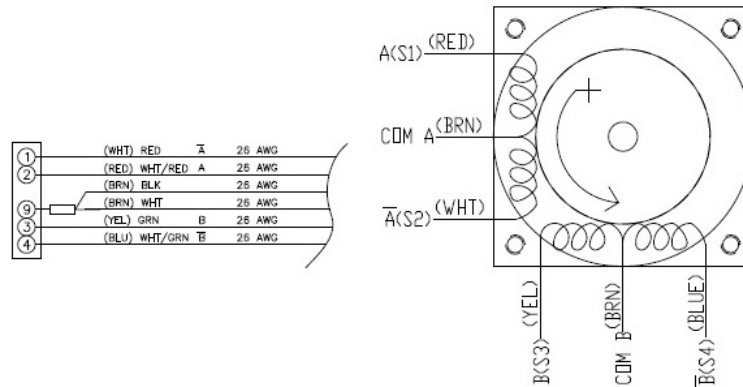 1 (WHT) RED A̅ 26 AWG
2 (RED) WHT/RED A 26 AWG
(BRN) BLK 26 AWG
9 (BRN) WHT 26 AWG
3 (YEL) GRN B 26 AWG
4 (BLU) WHT/GRN B̅ 26 AWG
A(S1) (RED)
COM A (BRN)
A̅(S2) (WHT)
B(S3) (YEL)
COM B (BRN)
B̅(S4) (BLUE)
+